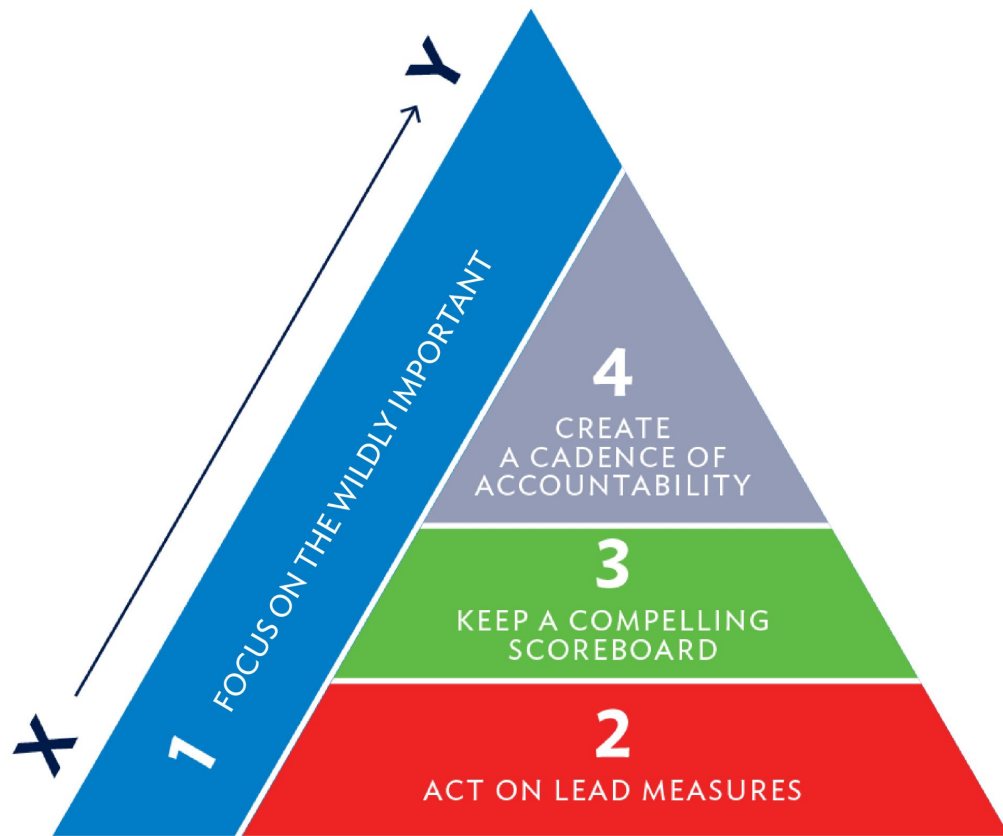 X
Y
1 FOCUS ON THE WILDLY IMPORTANT
4
CREATE
A CADENCE OF
ACCOUNTABILITY
3
KEEP A COMPELLING
SCOREBOARD
2
ACT ON LEAD MEASURES